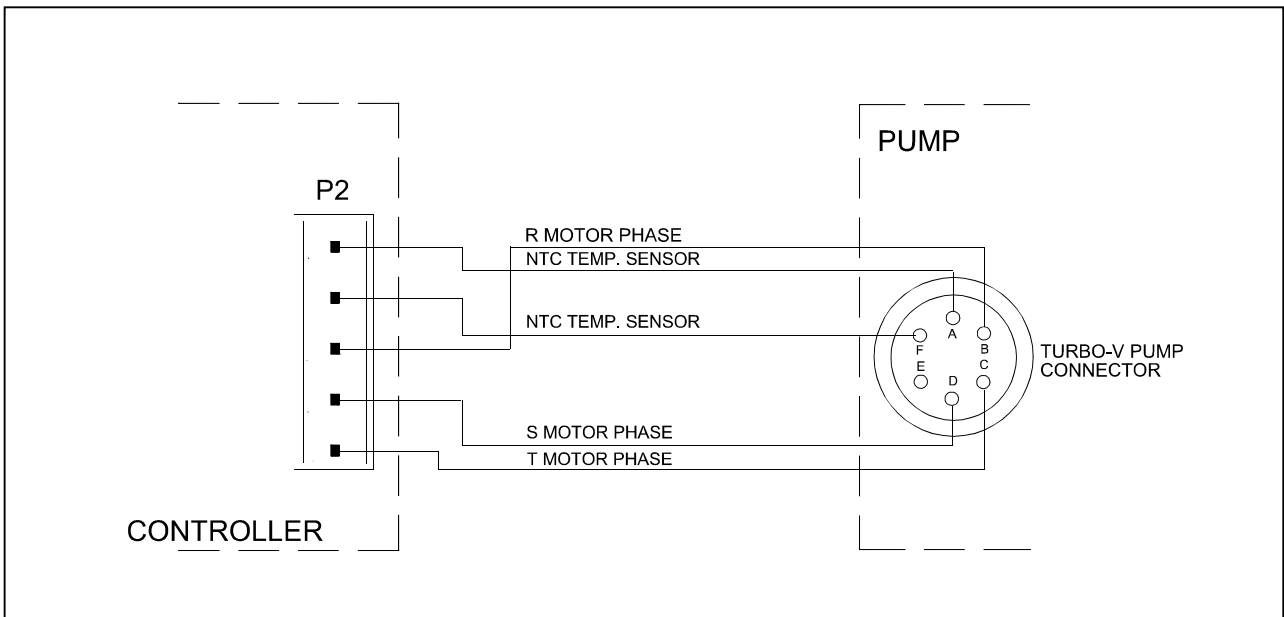 PUMP
P2
R MOTOR PHASE
NTC TEMP. SENSOR
NTC TEMP. SENSOR
A
F
B
E
C
D
TURBO-V PUMP
CONNECTOR
S MOTOR PHASE
T MOTOR PHASE
CONTROLLER